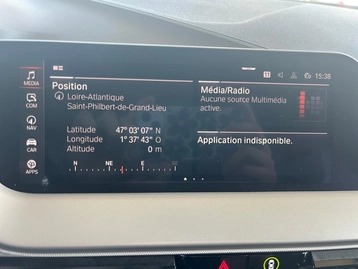 15:38
MEDIA
COM
NAV
CAR
APPS
Position
Loire-Atlantique
Saint-Philbert-de-Grand-Lieu
Latitude 47° 03' 07" N
Longitude 1° 37' 43" O
Altitude 0 m
N NE E SE
Média/Radio
Aucune source Multimédia
active.
Application indisponible.